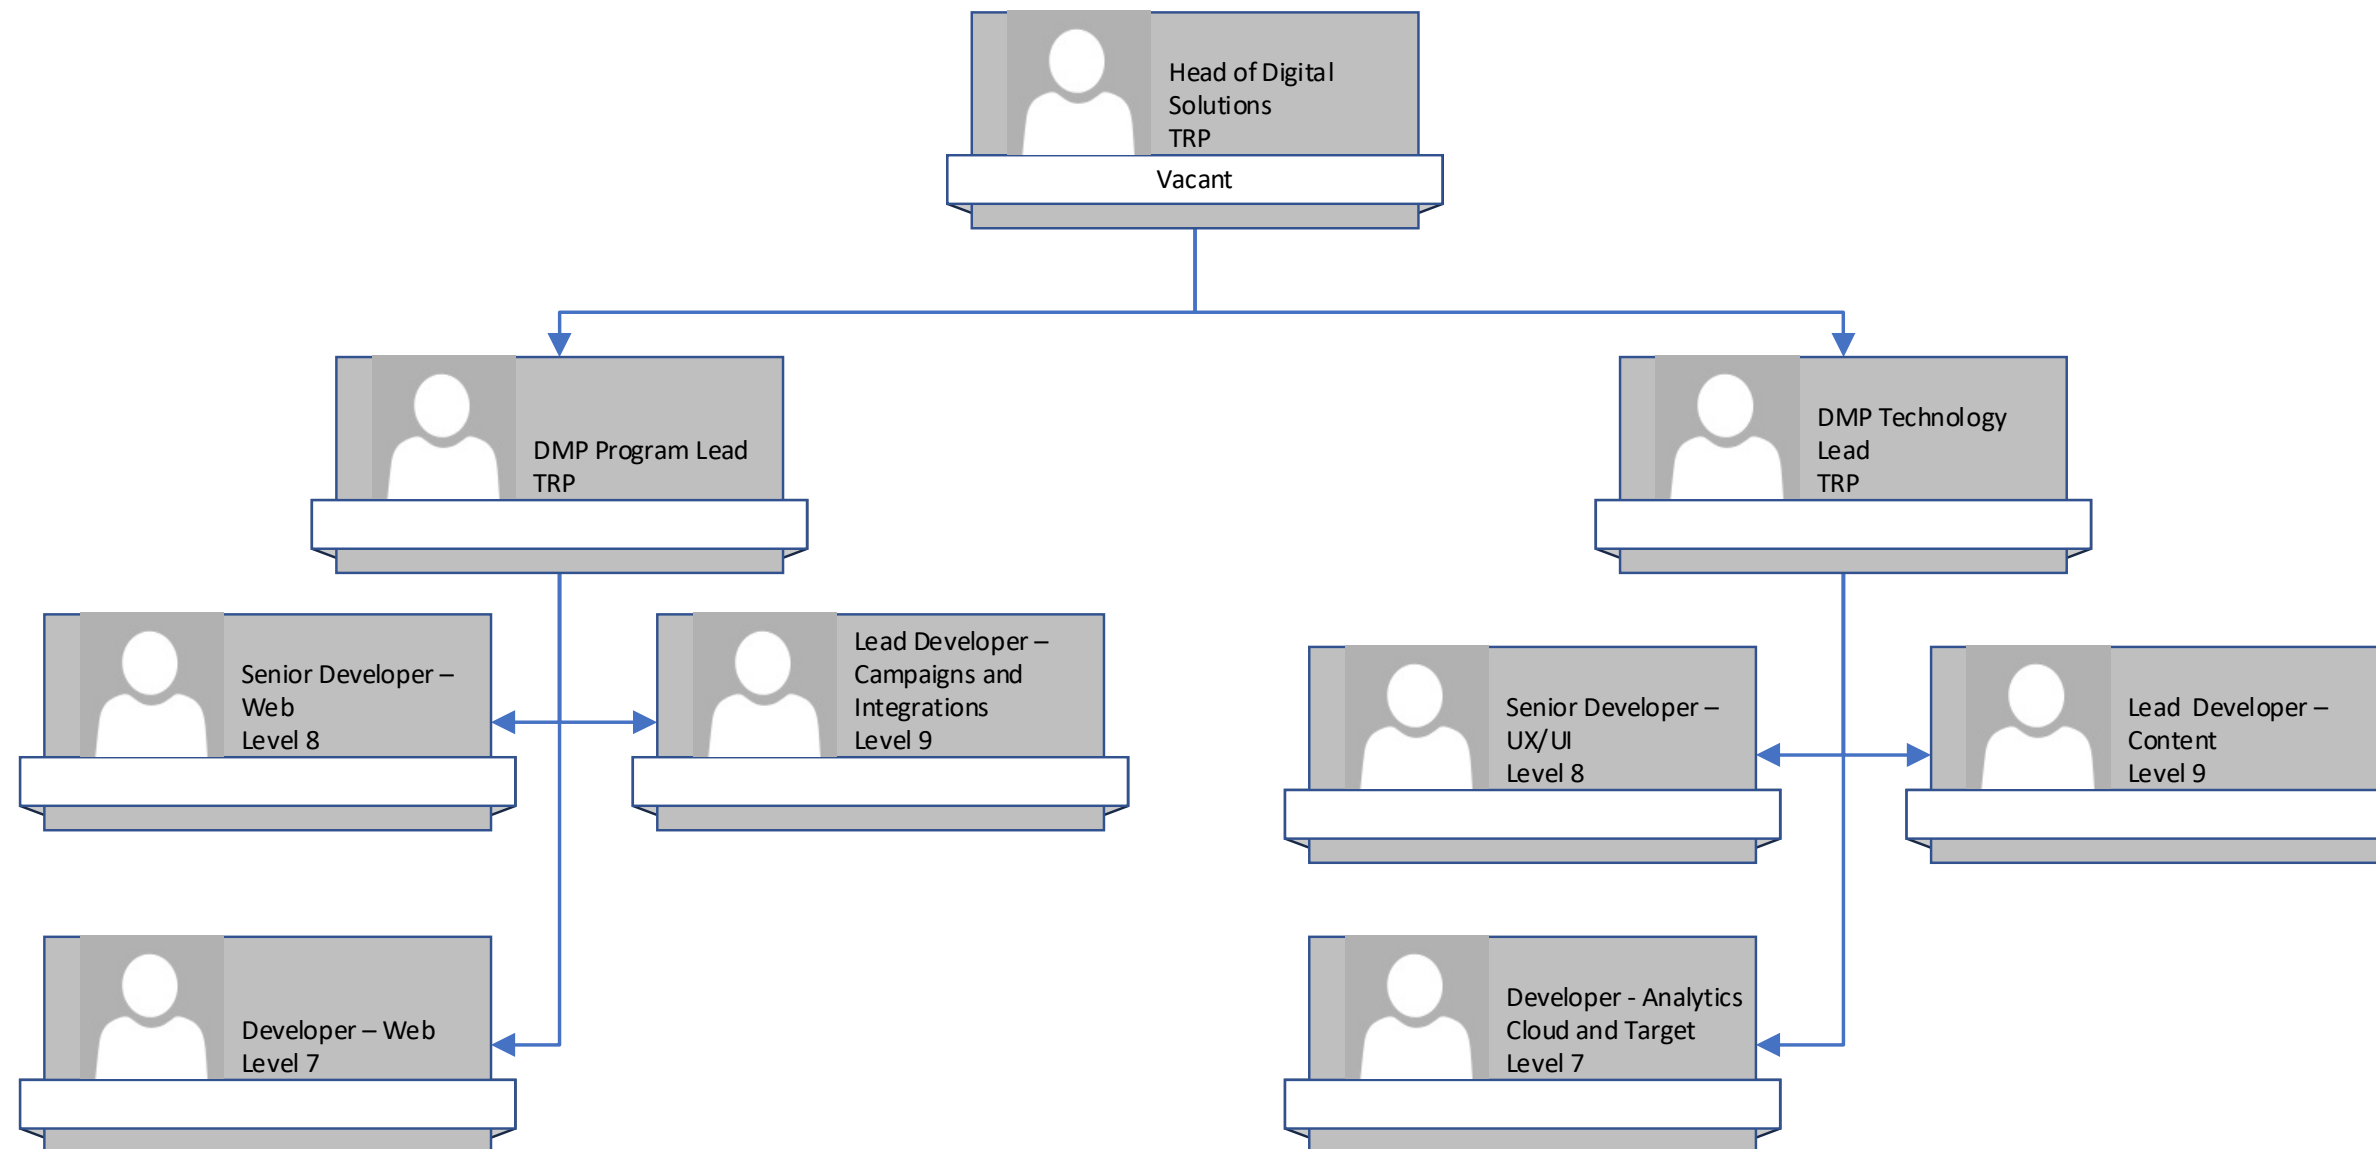 Head of Digital
Solutions
TRP
Vacant
DMP Program Lead
TRP
DMP Technology
Lead
TRP
Senior Developer –
Web
Level 8
Lead Developer –
Campaigns and
Integrations
Level 9
Senior Developer –
UX/UI
Level 8
Lead Developer –
Content
Level 9
Developer – Web
Level 7
Developer - Analytics
Cloud and Target
Level 7